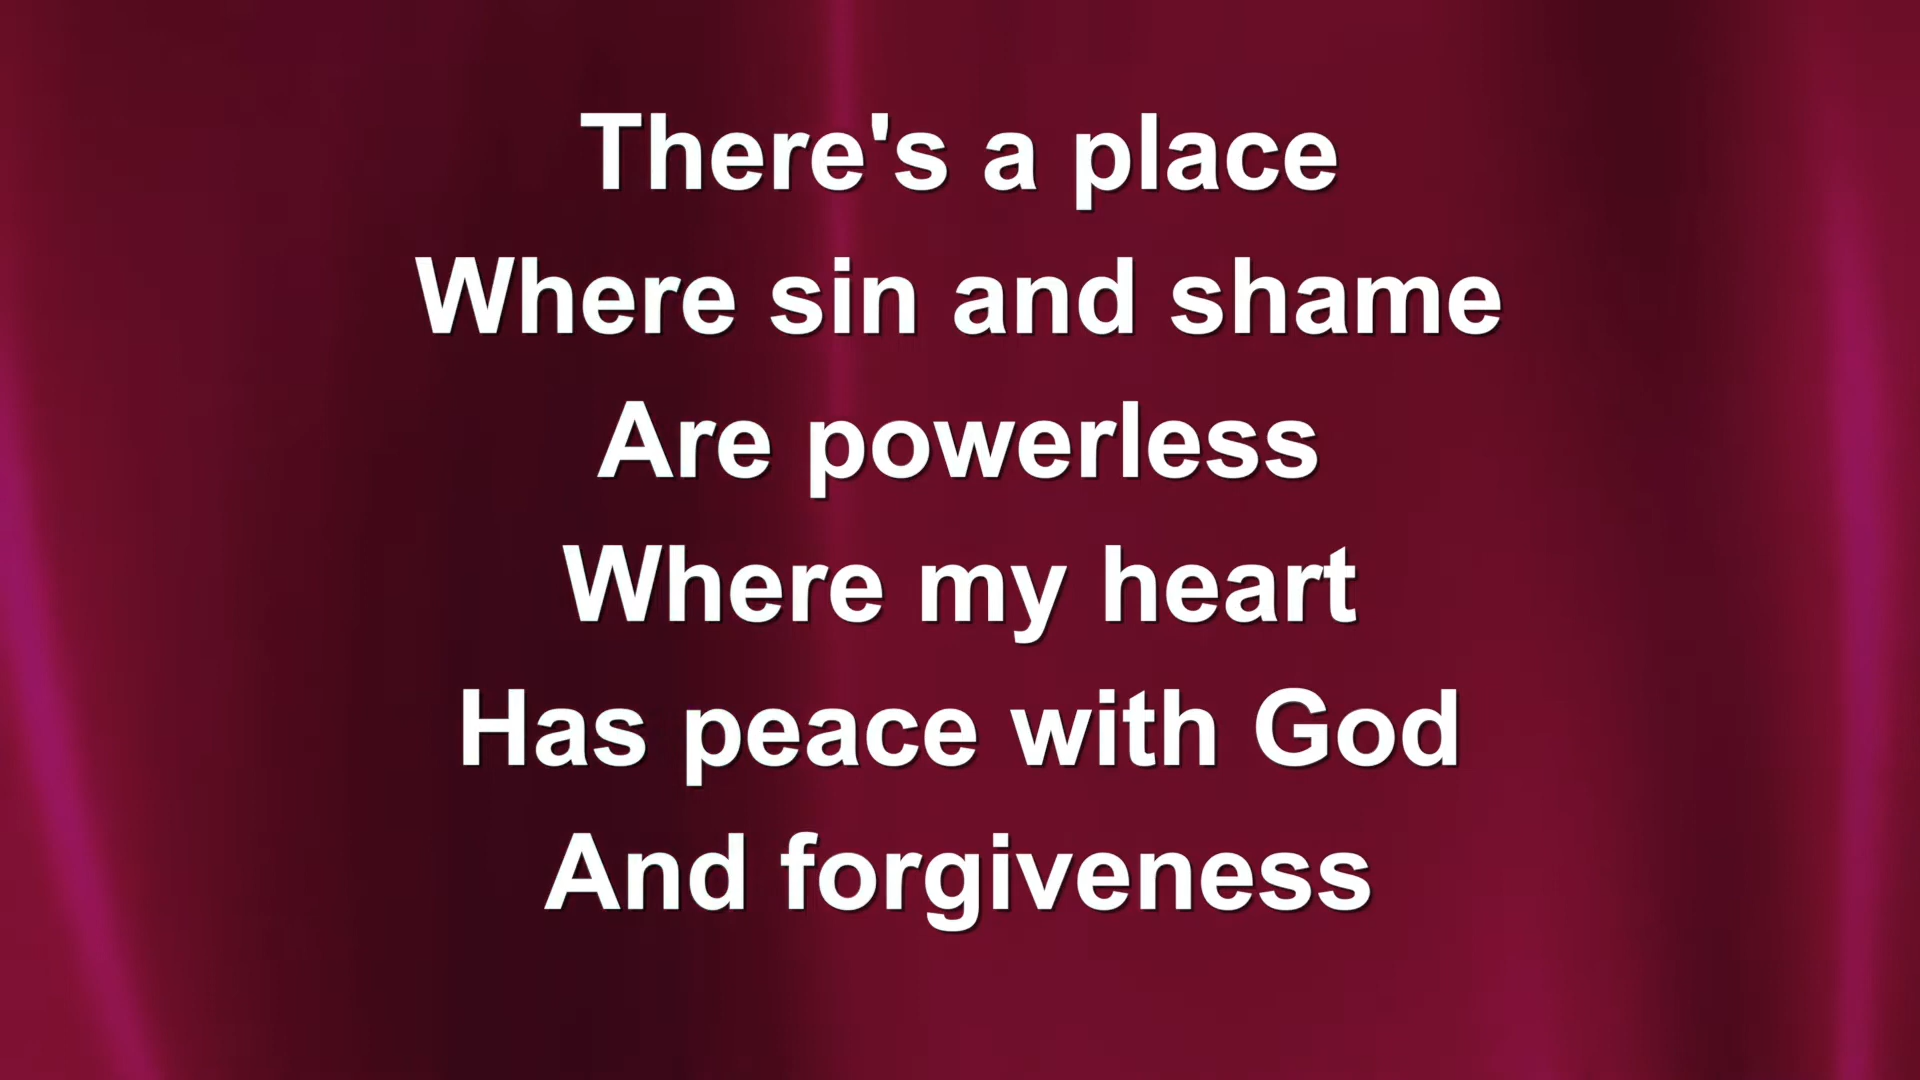 There's a place
Where sin and shame
Are powerless
Where my heart
Has peace with God
And forgiveness